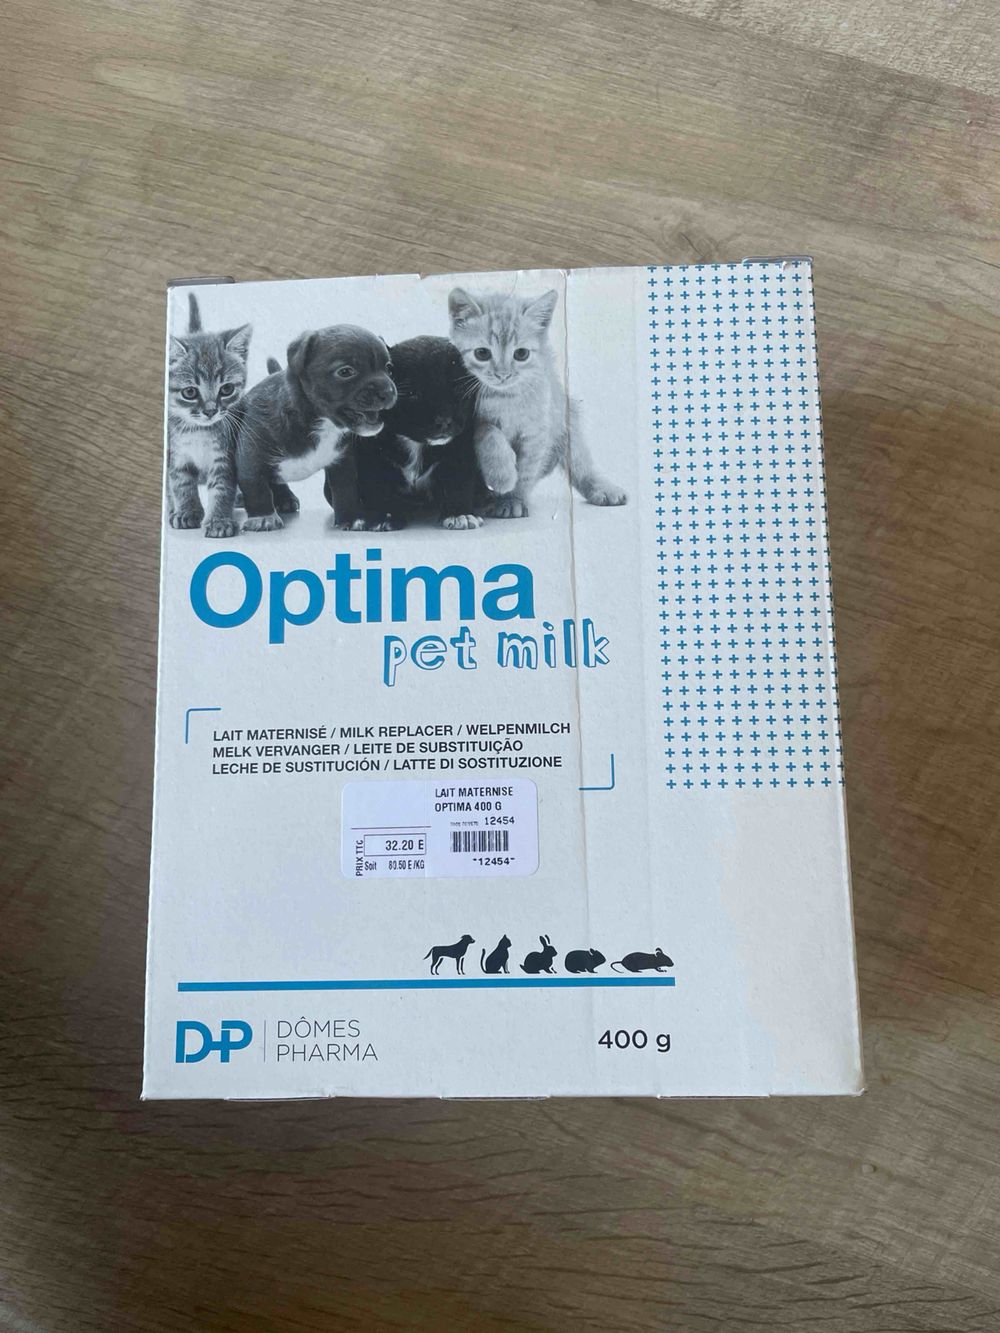 Optima
pet milk
LAIT MATERNISÉ / MILK REPLACER / WELPENMILCH
MELK VERVANGER / LEITE DE SUBSTITUIÇÃO
LECHE DE SUSTITUCIÓN / LATTE DI SOSTITUZIONE
LAIT MATERNISE
OPTIMA 400 G
12454
PRIX TTC
32.20 E
Soit 80.50 E/KG
"12454"
D+P
DÔMES
PHARMA
400 g